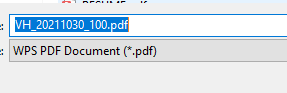 e: VH_20211030_100.pdf
e: WPS PDF Document (*.pdf)